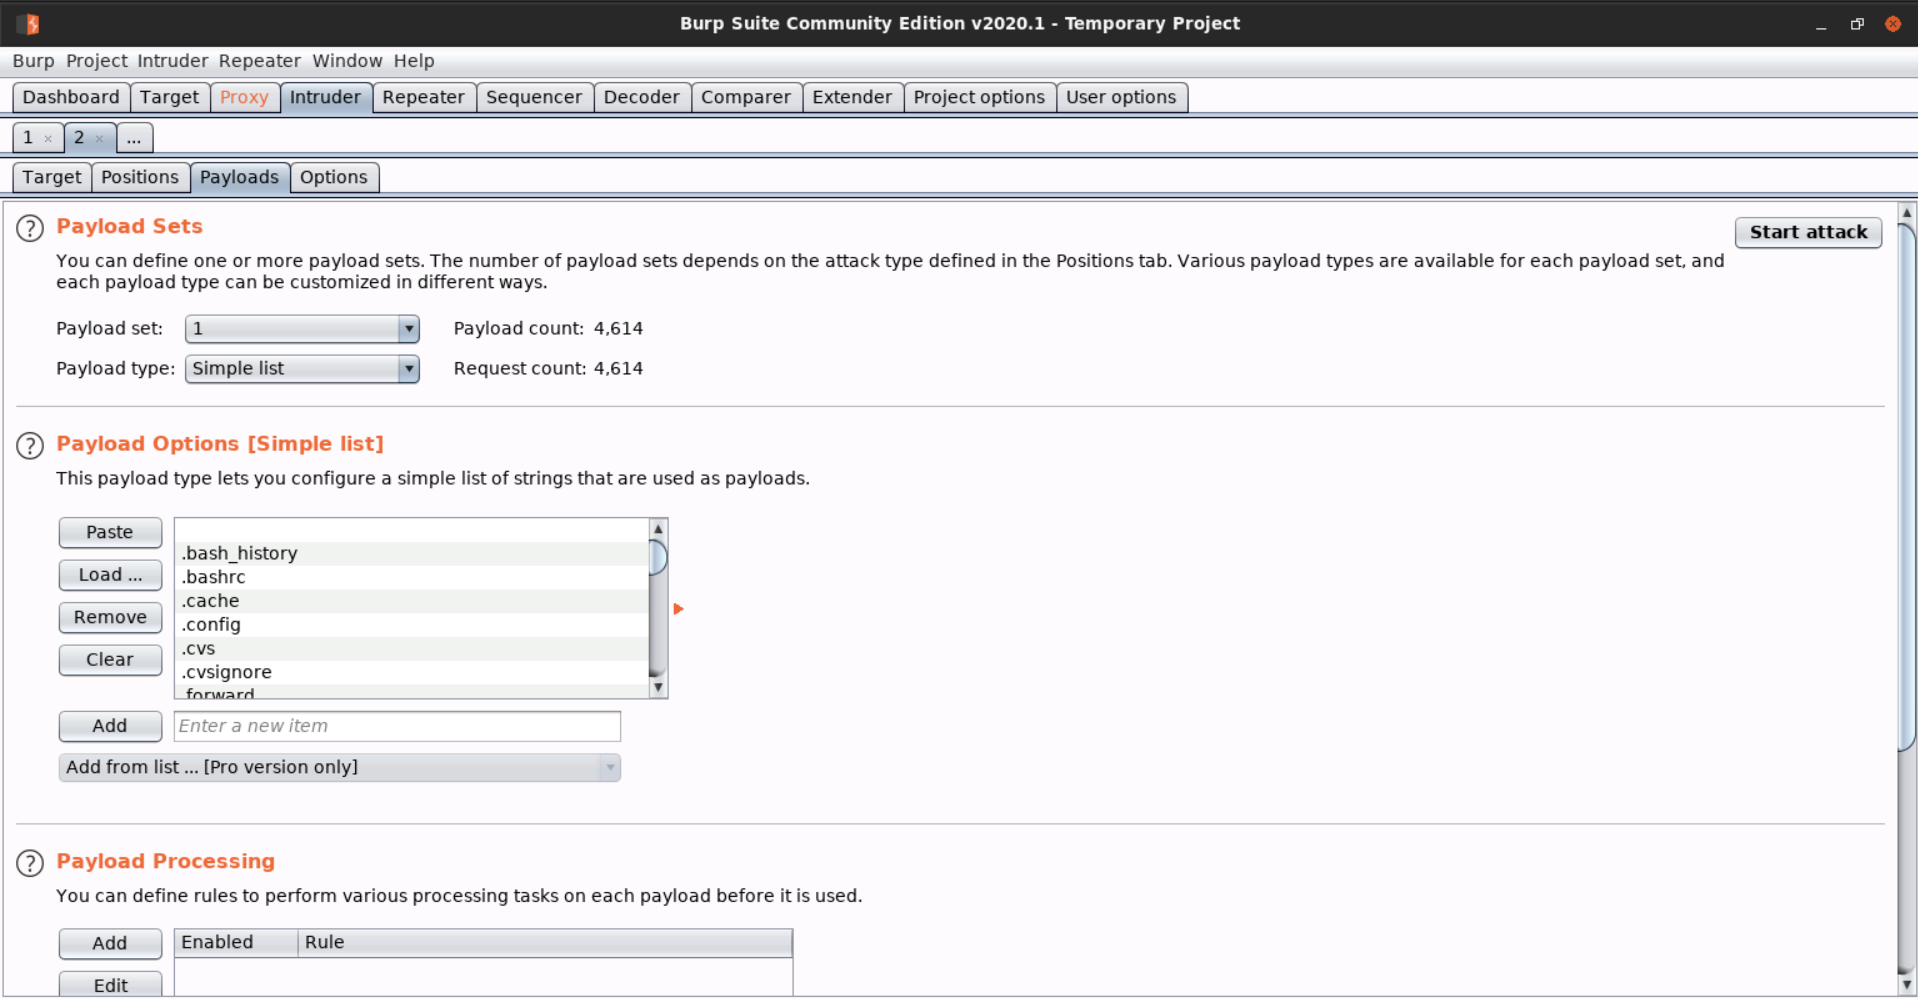 Burp Suite Community Edition v2020.1 - Temporary Project
Burp Project Intruder Repeater Window Help
Dashboard Target Proxy Intruder Repeater Sequencer Decoder Comparer Extender Project options User options
1 × 2 × ...
Target Positions Payloads Options
? Payload Sets
Start attack
You can define one or more payload sets. The number of payload sets depends on the attack type defined in the Positions tab. Various payload types are available for each payload set, and
each payload type can be customized in different ways.
Payload set: 1 Payload count: 4,614
Payload type: Simple list Request count: 4,614
? Payload Options [Simple list]
This payload type lets you configure a simple list of strings that are used as payloads.
Paste
Load ...
Remove
Clear
.bash_history
.bashrc
.cache
.config
.cvs
.cvsignore
.forward
Add Enter a new item
Add from list ... [Pro version only]
? Payload Processing
You can define rules to perform various processing tasks on each payload before it is used.
Add Enabled Rule
Edit